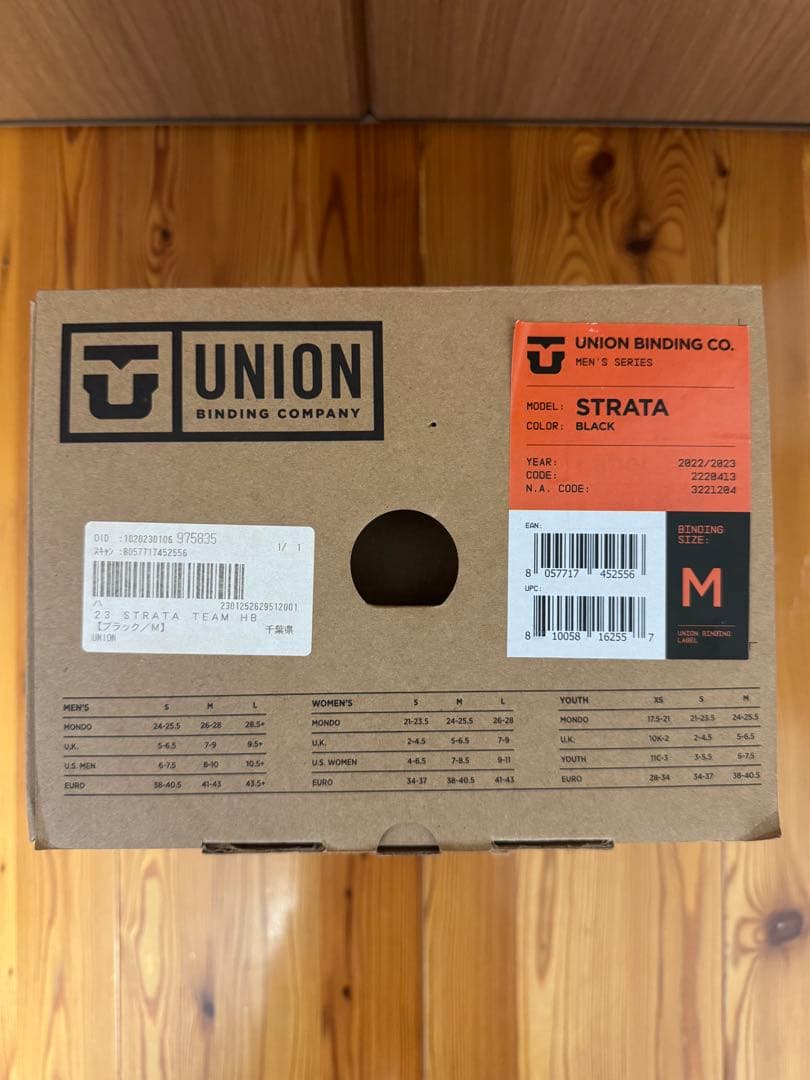 UNION
BINDING COMPANY
UNION BINDING CO.
MEN'S SERIES
MODEL: STRATA
COLOR: BLACK
YEAR: 2022/2023
CODE: 2220413
N.A. CODE: 3221204
EAN:
8 057717 452556
UPC:
8 10058 16255 7
BINDING
SIZE:
M
UNION BINDING
LABEL
OID :1020230106 975835
1/ 1
スキャン :8057717452556
ハ 2301252629512001
23 STRATA TEAM HB
【ブラック／M】 千葉県
UNION
MEN'S S M L
MONDO 24-25.5 26-28 28.5+
U.K. 5-6.5 7-9 9.5+
U.S. MEN 6-7.5 8-10 10.5+
EURO 38-40.5 41-43 43.5+
WOMEN'S S M L
MONDO 21-23.5 24-25.5 26-28
U.K. 2-4.5 5-6.5 7-9
U.S. WOMEN 4-6.5 7-8.5 9-11
EURO 34-37 38-40.5 41-43
YOUTH XS S M
MONDO 17.5-21 21-23.5 24-25.5
U.K. 10K-2 2-4.5 5-6.5
YOUTH 11C-3 3-5.5 6-7.5
EURO 28-34 34-37 38-40.5